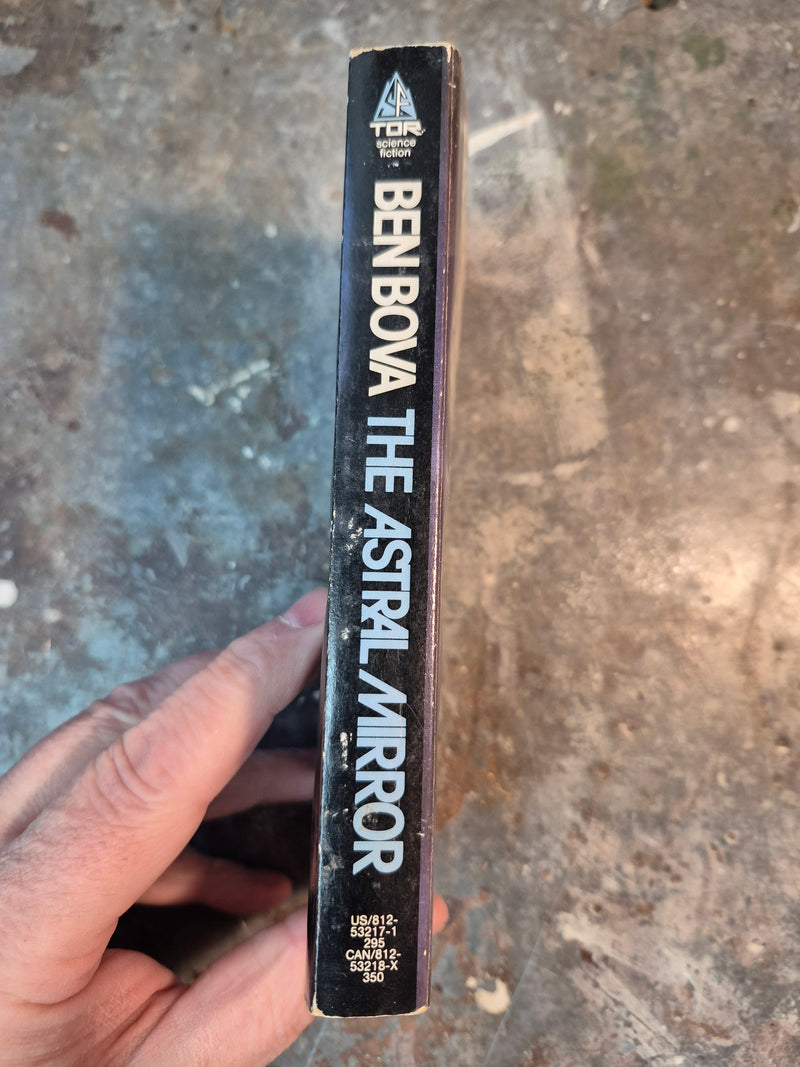 TOR
science
fiction
BEN BOVA THE ASTRAL MIRROR
US/812-
53217-1
295
CAN/812-
53218-X
350